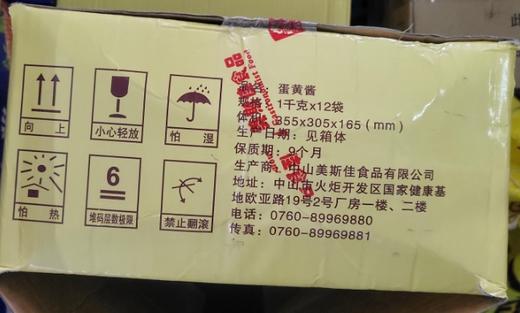 向 上
小心轻放
怕 湿
怕 热
6
堆码层数极限
禁止翻滚
品名: 蛋黄酱
规格: 1千克x12袋
体积: 355x305x165(mm)
生产日期: 见箱体
保质期: 9个月
生产商: 中山美斯佳食品有限公司
地址: 中山市火炬开发区国家健康基
地欧亚路19号2号厂房一楼、二楼
电话: 0760-89969880
传真: 0760-89969881